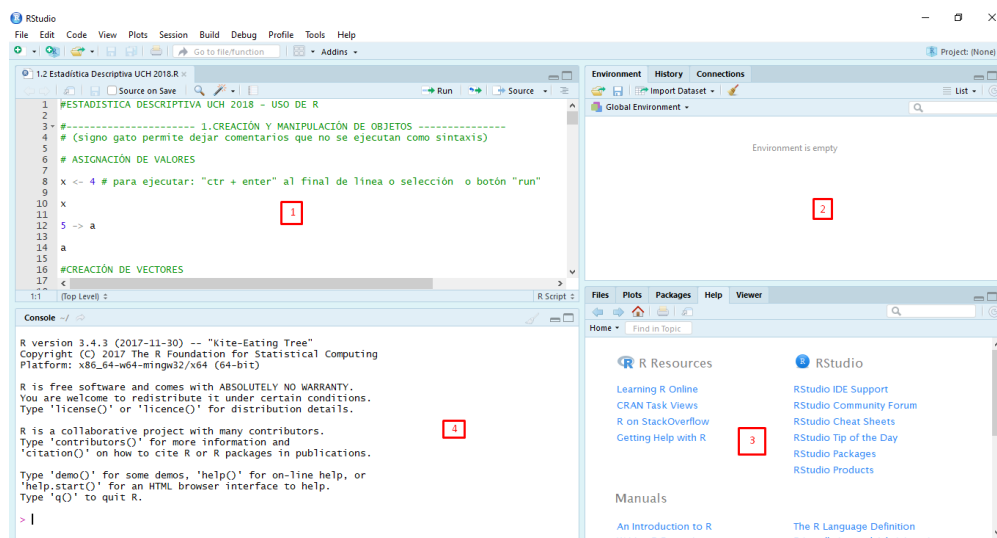 RStudio
File Edit Code View Plots Session Build Debug Profile Tools Help
Go to file/function Addins Project: (None)
1.2 Estadística Descriptiva UCH 2018.R
Source on Save Run Source
1 #ESTADISTICA DESCRIPTIVA UCH 2018 - USO DE R
2
3 #---------------------- 1.CREACIÓN Y MANIPULACIÓN DE OBJETOS ---------------
4 # (signo gato permite dejar comentarios que no se ejecutan como sintaxis)
5
6 # ASIGNACIÓN DE VALORES
7
8 x <- 4 # para ejecutar: "ctr + enter" al final de linea o selección o botón "run"
9
10 x
11
12 5 -> a
13
14 a
15
16 #CREACIÓN DE VECTORES
17
1
1:1 (Top Level) R Script
Environment History Connections
Import Dataset List
Global Environment
Environment is empty
2
Console ~/
R version 3.4.3 (2017-11-30) -- "Kite-Eating Tree"
Copyright (C) 2017 The R Foundation for Statistical Computing
Platform: x86_64-w64-mingw32/x64 (64-bit)
R is free software and comes with ABSOLUTELY NO WARRANTY.
You are welcome to redistribute it under certain conditions.
Type 'license()' or 'licence()' for distribution details.
R is a collaborative project with many contributors.
Type 'contributors()' for more information and
'citation()' on how to cite R or R packages in publications.
Type 'demo()' for some demos, 'help()' for on-line help, or
'help.start()' for an HTML browser interface to help.
Type 'q()' to quit R.
>
4
Files Plots Packages Help Viewer
Home Find in Topic
R Resources
Learning R Online
CRAN Task Views
R on StackOverflow
Getting Help with R
RStudio
RStudio IDE Support
RStudio Community Forum
RStudio Cheat Sheets
RStudio Tip of the Day
RStudio Packages
RStudio Products
3
Manuals
An Introduction to R
The R Language Definition